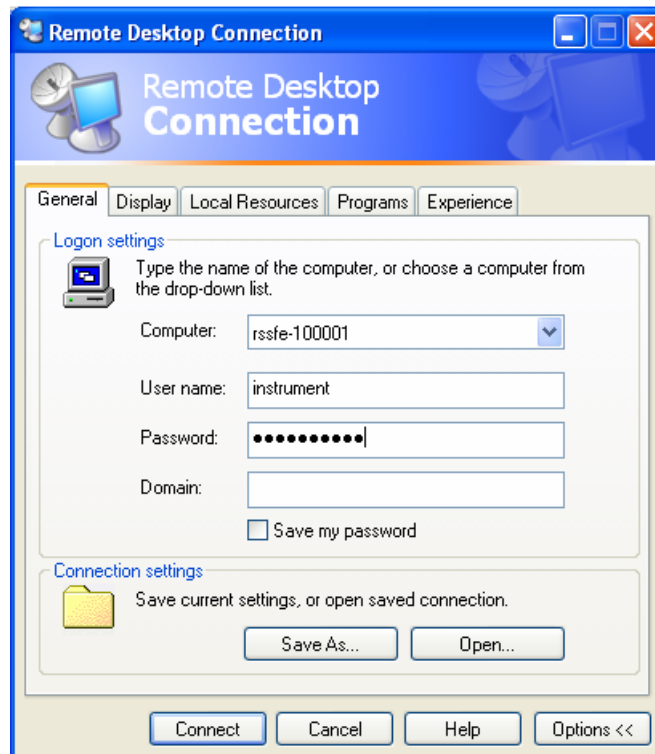 Remote Desktop Connection
Remote Desktop
Connection
General Display Local Resources Programs Experience
Logon settings
Type the name of the computer, or choose a computer from
the drop-down list.
Computer: rssfe-100001
User name: instrument
Password: ●●●●●●●●●●
Domain:
Save my password
Connection settings
Save current settings, or open saved connection.
Save As... Open...
Connect Cancel Help Options <<